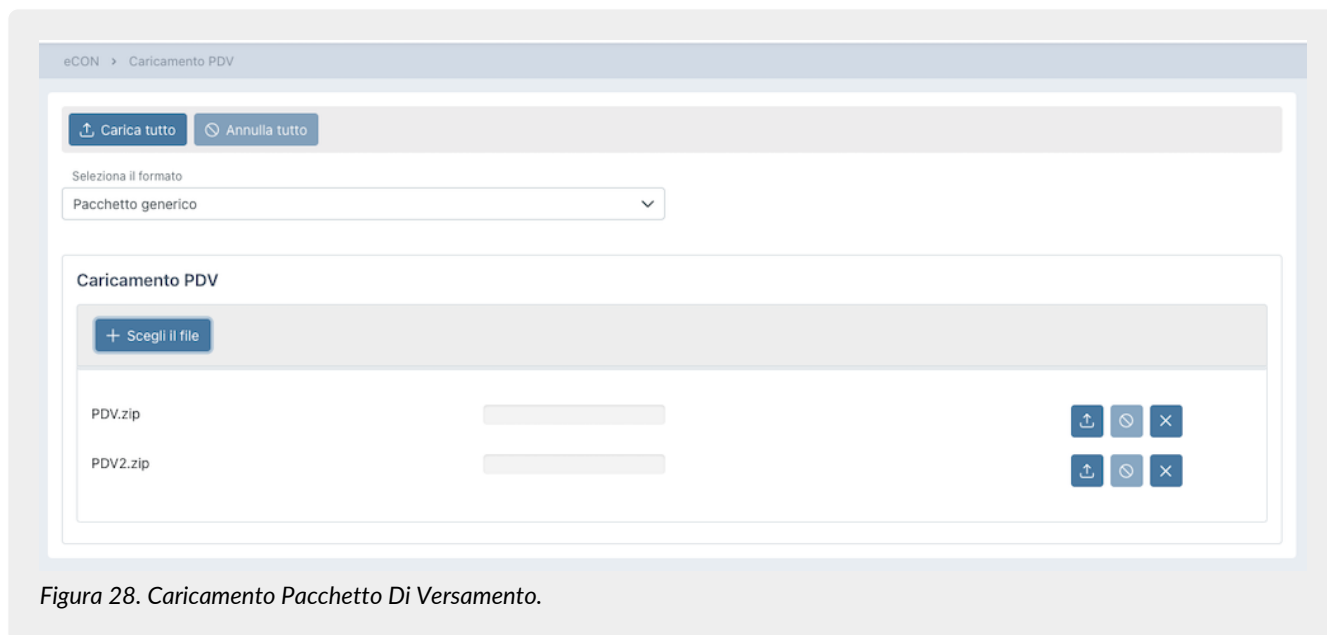 eCON > Caricamento PDV
Carica tutto Annulla tutto
Seleziona il formato
Pacchetto generico
Caricamento PDV
+ Scegli il file
PDV.zip
PDV2.zip
Figura 28. Caricamento Pacchetto Di Versamento.